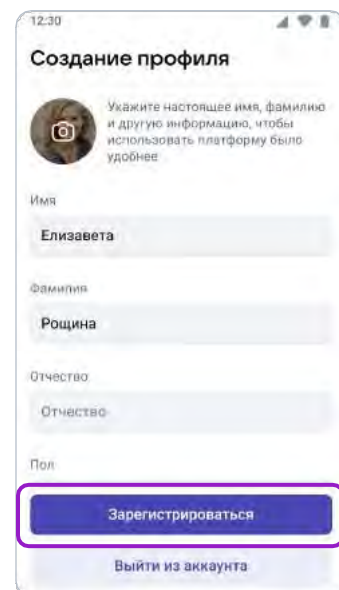 12:30
Создание профиля
Укажите настоящее имя, фамилию
и другую информацию, чтобы
использовать платформу было
удобнее
Имя
Елизавета
Фамилия
Рощина
Отчество
Отчество
Пол
Зарегистрироваться
Выйти из аккаунта